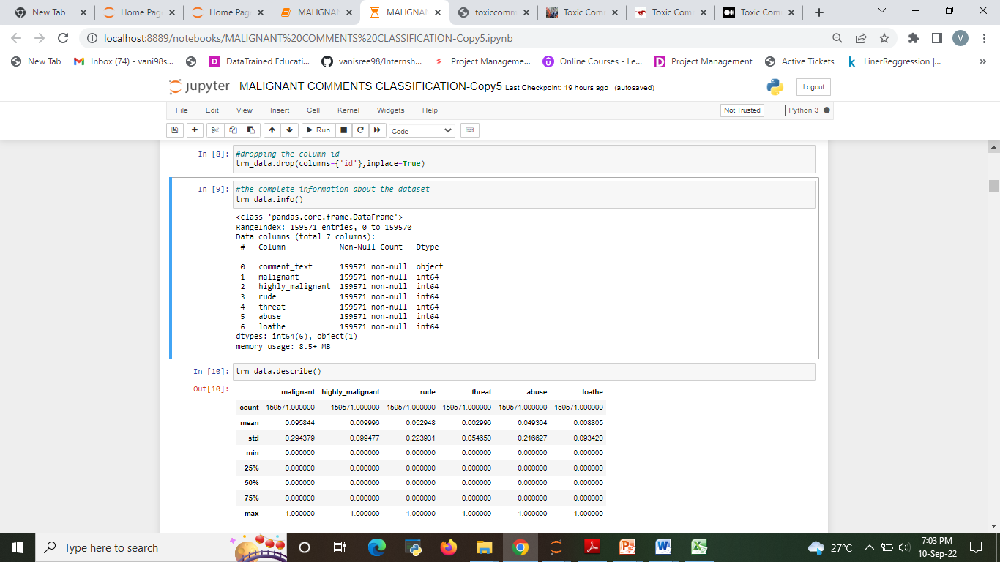 New Tab
Home Pag
Home Pag
MALIGNA
MALIGNA
toxiccomm
Toxic Com
Toxic Com
Toxic Com
localhost:8889/notebooks/MALIGNANT%20COMMENTS%20CLASSIFICATION-Copy5.ipynb
V
New Tab
Inbox (74) - vani98s...
DataTrained Educati...
vanisree98/Internsh...
Project Manageme...
Online Courses - Le...
Project Management
Active Tickets
LinerReggression |...
»
jupyter MALIGNANT COMMENTS CLASSIFICATION-Copy5 Last Checkpoint: 19 hours ago (autosaved)
Logout
File Edit View Insert Cell Kernel Widgets Help
Not Trusted
Python 3
Run
Code
In [8]: #dropping the column id
trn_data.drop(columns={'id'},inplace=True)
In [9]: #the complete information about the dataset
trn_data.info()
<class 'pandas.core.frame.DataFrame'>
RangeIndex: 159571 entries, 0 to 159570
Data columns (total 7 columns):
# Column Non-Null Count Dtype
--- ------ -------------- -----
0 comment_text 159571 non-null object
1 malignant 159571 non-null int64
2 highly_malignant 159571 non-null int64
3 rude 159571 non-null int64
4 threat 159571 non-null int64
5 abuse 159571 non-null int64
6 loathe 159571 non-null int64
dtypes: int64(6), object(1)
memory usage: 8.5+ MB
In [10]: trn_data.describe()
Out[10]:
malignant highly_malignant rude threat abuse loathe
count 159571.000000 159571.000000 159571.000000 159571.000000 159571.000000 159571.000000
mean 0.095844 0.009996 0.052948 0.002996 0.049364 0.008805
std 0.294379 0.099477 0.223931 0.054650 0.216627 0.093420
min 0.000000 0.000000 0.000000 0.000000 0.000000 0.000000
25% 0.000000 0.000000 0.000000 0.000000 0.000000 0.000000
50% 0.000000 0.000000 0.000000 0.000000 0.000000 0.000000
75% 0.000000 0.000000 0.000000 0.000000 0.000000 0.000000
max 1.000000 1.000000 1.000000 1.000000 1.000000 1.000000
Type here to search
27°C
7:03 PM
10-Sep-22